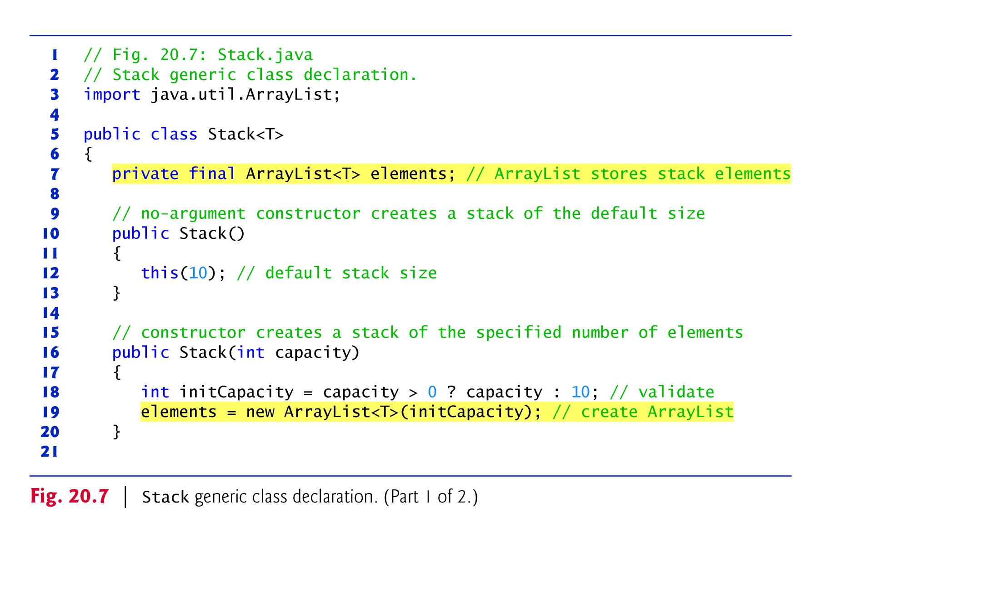 1 // Fig. 20.7: Stack.java
2 // Stack generic class declaration.
3 import java.util.ArrayList;
4
5 public class Stack<T>
6 {
7 private final ArrayList<T> elements; // ArrayList stores stack elements
8
9 // no-argument constructor creates a stack of the default size
10 public Stack()
11 {
12 this(10); // default stack size
13 }
14
15 // constructor creates a stack of the specified number of elements
16 public Stack(int capacity)
17 {
18 int initCapacity = capacity > 0 ? capacity : 10; // validate
19 elements = new ArrayList<T>(initCapacity); // create ArrayList
20 }
21
Fig. 20.7 | Stack generic class declaration. (Part 1 of 2.)